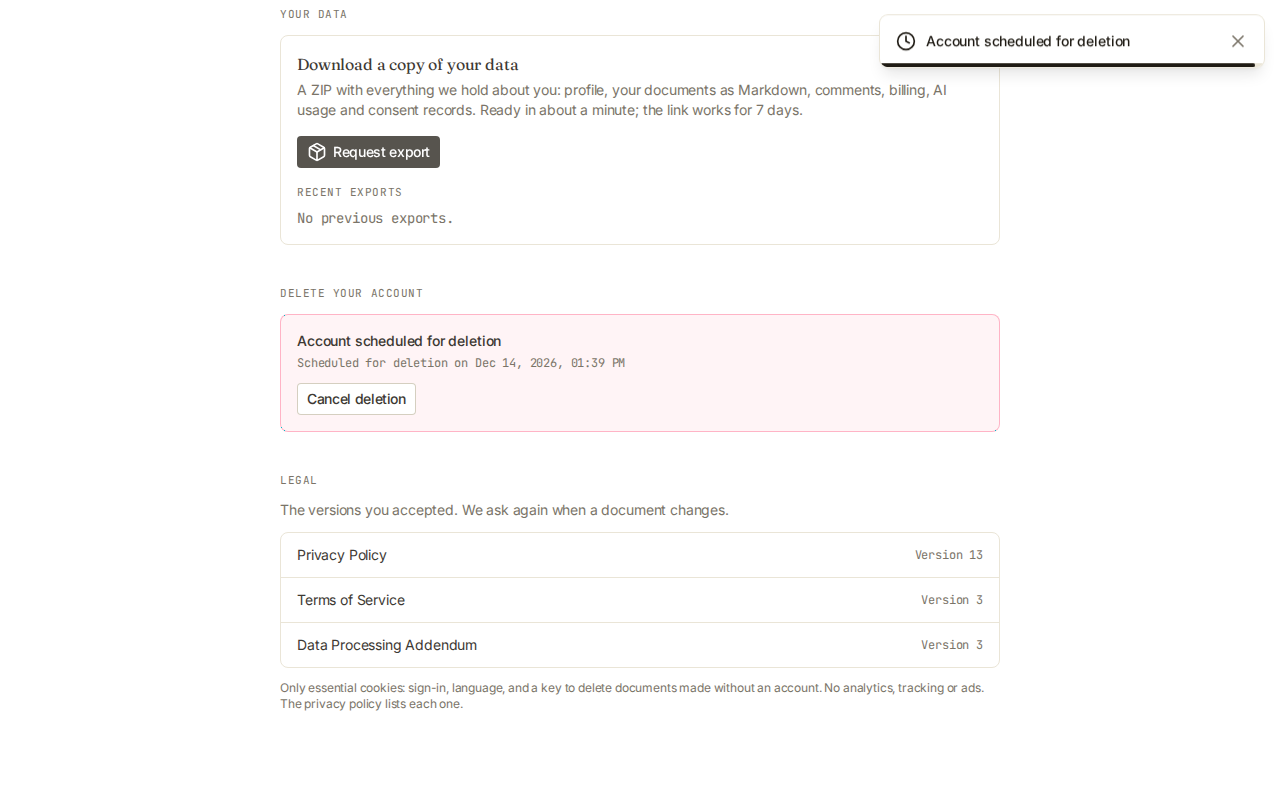 YOUR DATA
Account scheduled for deletion
Download a copy of your data
A ZIP with everything we hold about you: profile, your documents as Markdown, comments, billing, AI
usage and consent records. Ready in about a minute; the link works for 7 days.
Request export
RECENT EXPORTS
No previous exports.
DELETE YOUR ACCOUNT
Account scheduled for deletion
Scheduled for deletion on Dec 14, 2026, 01:39 PM
Cancel deletion
LEGAL
The versions you accepted. We ask again when a document changes.
Privacy Policy Version 13
Terms of Service Version 3
Data Processing Addendum Version 3
Only essential cookies: sign-in, language, and a key to delete documents made without an account. No analytics, tracking or ads.
The privacy policy lists each one.